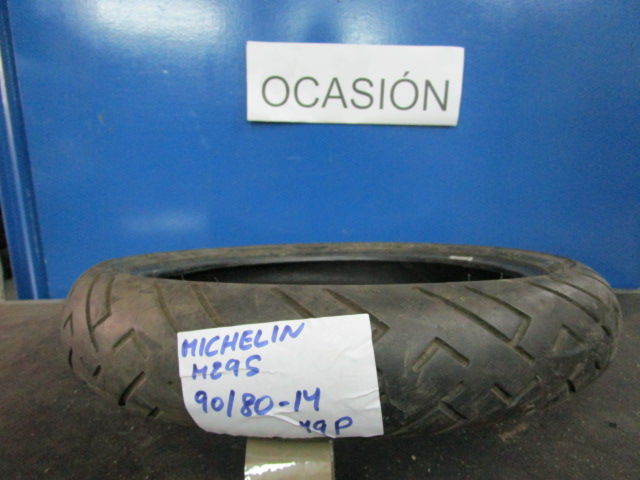 OCASIÓN
MICHELIN
M29S
90/80-14
49P